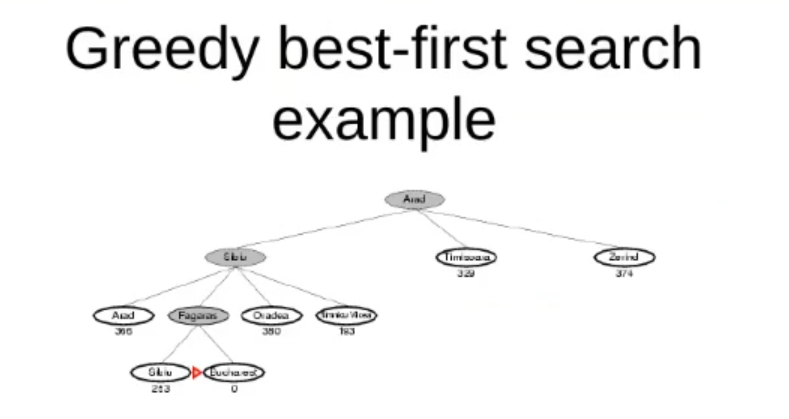 Greedy best-first search
example
Arad
Sibiu
Timisoara
Zerind
329
374
Arad
Fagaras
Oradea
Rimnicu Vilcea
366
380
193
Sibiu
Bucharest
253
0